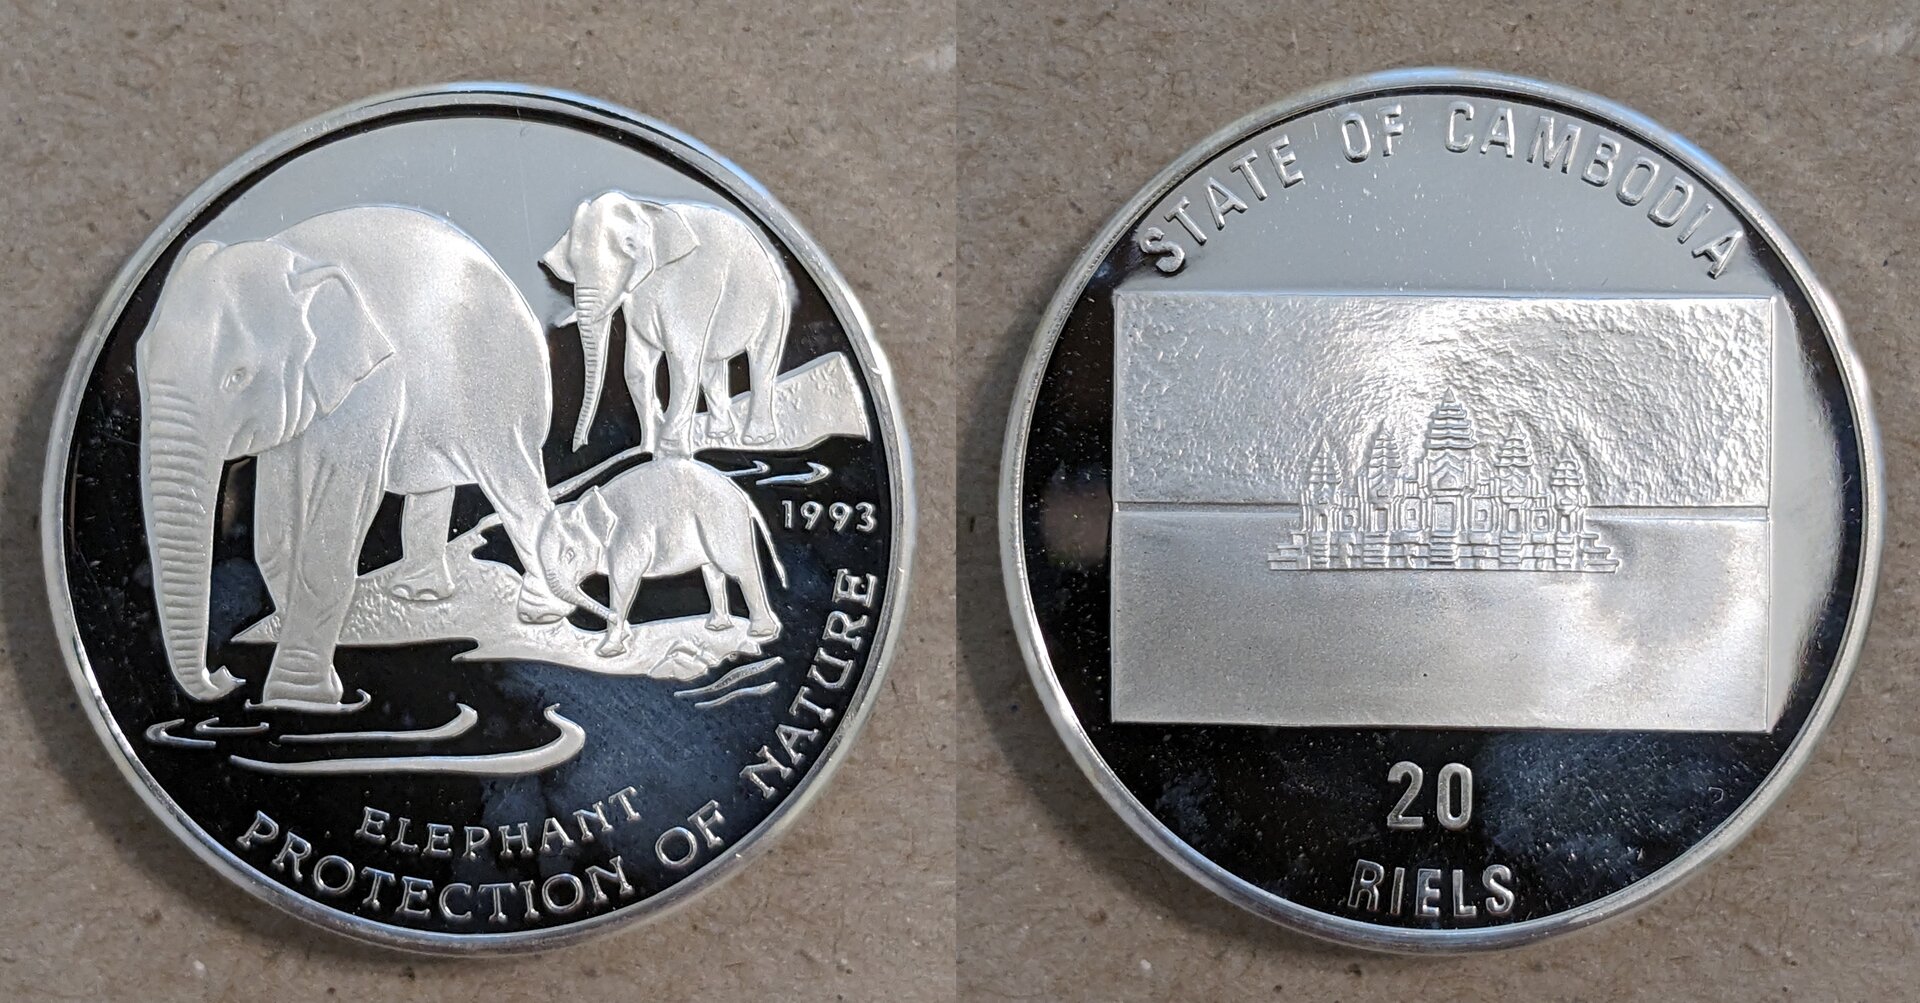 1993
ELEPHANT
PROTECTION OF NATURE
STATE OF CAMBODIA
20
RIELS